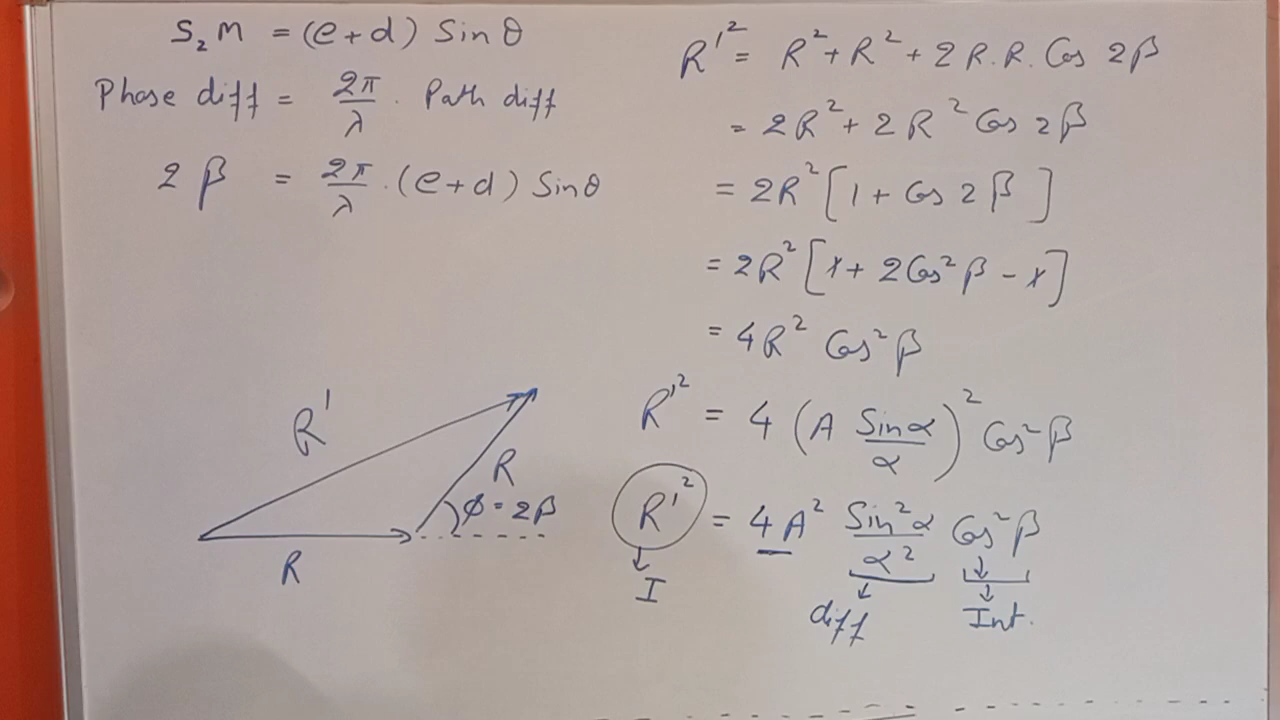 S₂M = (e+d) Sin θ
Phase diff = 2π/λ . Path diff
2β = 2π/λ . (e+d) Sinθ
R'
R
φ = 2β
R
R'² = R² + R² + 2 R.R. Cos 2β
= 2R² + 2R² Cos 2β
= 2R² [1 + Cos 2β]
= 2R² [1 + 2Cos²β - 1]
= 4R² Cos²β
R'² = 4 (A Sinα/α)² Cos²β
R'² = 4A² Sin²α/α² Cos²β
↓ ↓ ↓
I diff Int.